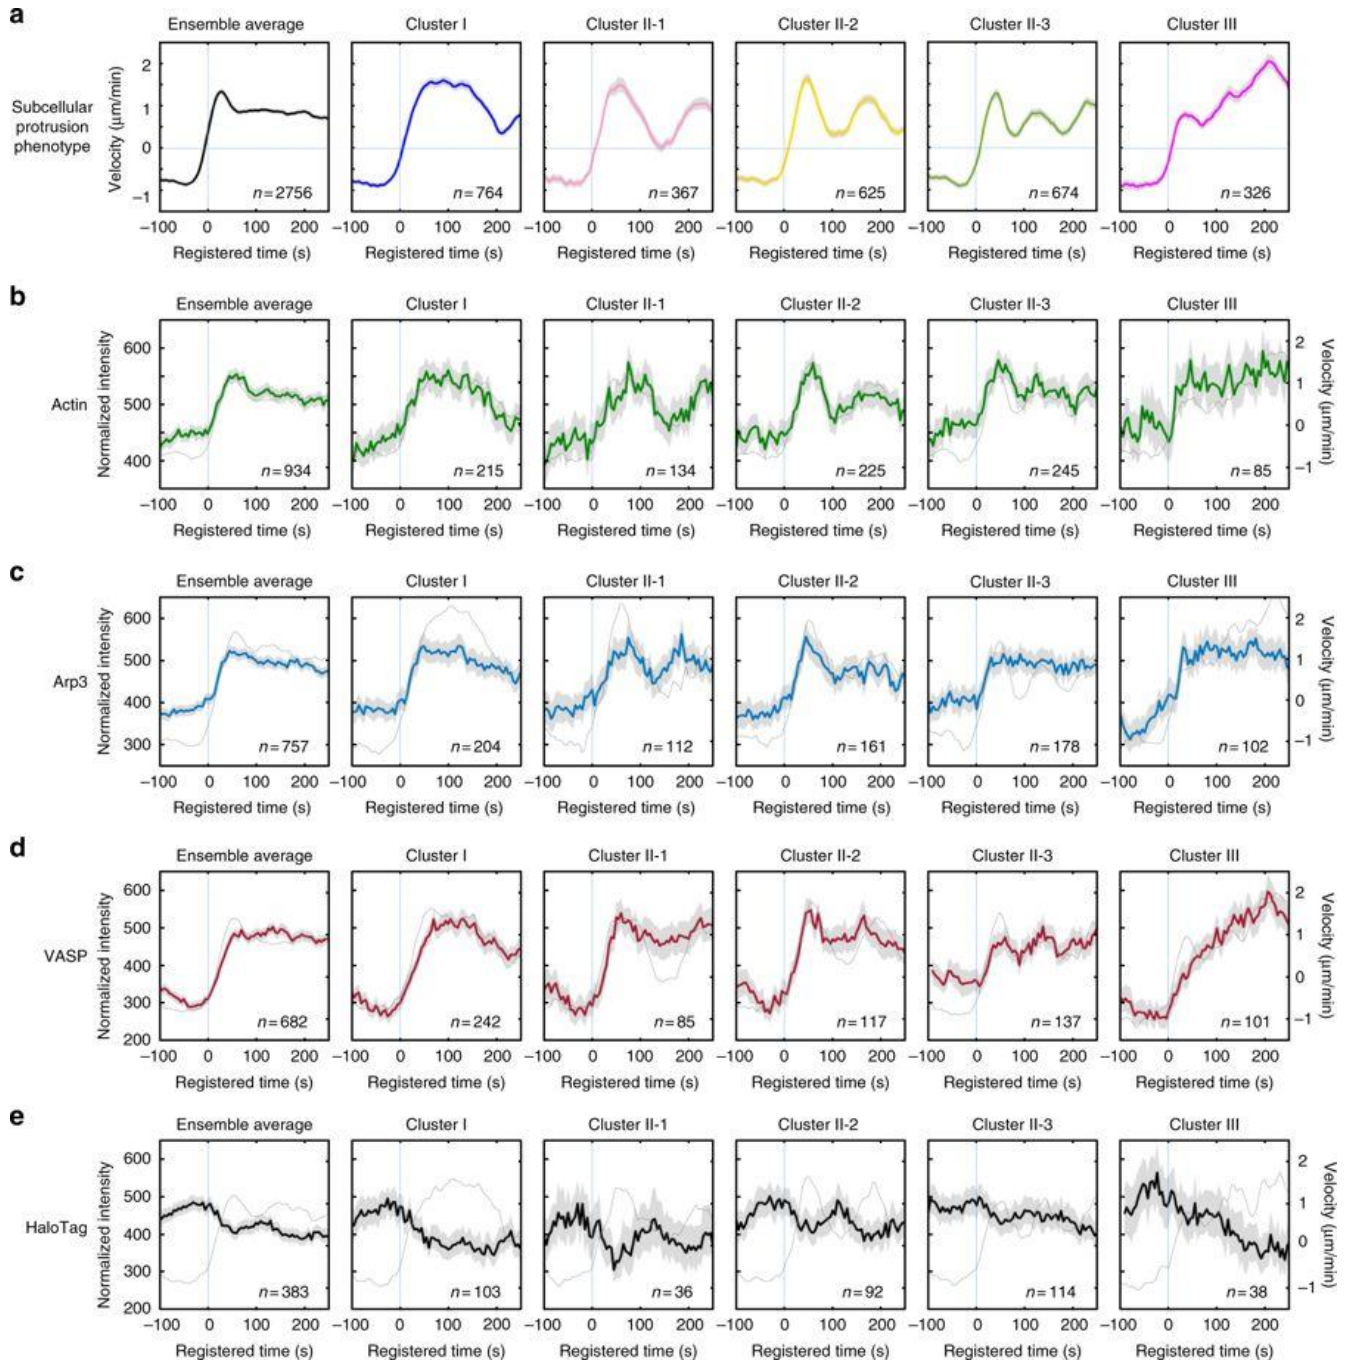 a
Ensemble average Cluster I Cluster II-1 Cluster II-2 Cluster II-3 Cluster III
Subcellular
protrusion
phenotype
Velocity (μm/min)
2
1
0
−1
n=2756 n=764 n=367 n=625 n=674 n=326
−100 0 100 200 −100 0 100 200 −100 0 100 200 −100 0 100 200 −100 0 100 200 −100 0 100 200
Registered time (s) Registered time (s) Registered time (s) Registered time (s) Registered time (s) Registered time (s)
b
Ensemble average Cluster I Cluster II-1 Cluster II-2 Cluster II-3 Cluster III
Actin
Normalized intensity
600
500
400
2
1
0
−1
Velocity (μm/min)
n=934 n=215 n=134 n=225 n=245 n=85
−100 0 100 200 −100 0 100 200 −100 0 100 200 −100 0 100 200 −100 0 100 200 −100 0 100 200
Registered time (s) Registered time (s) Registered time (s) Registered time (s) Registered time (s) Registered time (s)
c
Ensemble average Cluster I Cluster II-1 Cluster II-2 Cluster II-3 Cluster III
Arp3
Normalized intensity
600
500
400
300
2
1
0
−1
Velocity (μm/min)
n=757 n=204 n=112 n=161 n=178 n=102
−100 0 100 200 −100 0 100 200 −100 0 100 200 −100 0 100 200 −100 0 100 200 −100 0 100 200
Registered time (s) Registered time (s) Registered time (s) Registered time (s) Registered time (s) Registered time (s)
d
Ensemble average Cluster I Cluster II-1 Cluster II-2 Cluster II-3 Cluster III
VASP
Normalized intensity
600
500
400
300
200
2
1
0
−1
Velocity (μm/min)
n=682 n=242 n=85 n=117 n=137 n=101
−100 0 100 200 −100 0 100 200 −100 0 100 200 −100 0 100 200 −100 0 100 200 −100 0 100 200
Registered time (s) Registered time (s) Registered time (s) Registered time (s) Registered time (s) Registered time (s)
e
Ensemble average Cluster I Cluster II-1 Cluster II-2 Cluster II-3 Cluster III
HaloTag
Normalized intensity
600
500
400
300
200
2
1
0
−1
Velocity (μm/min)
n=383 n=103 n=36 n=92 n=114 n=38
−100 0 100 200 −100 0 100 200 −100 0 100 200 −100 0 100 200 −100 0 100 200 −100 0 100 200
Registered time (s) Registered time (s) Registered time (s) Registered time (s) Registered time (s) Registered time (s)